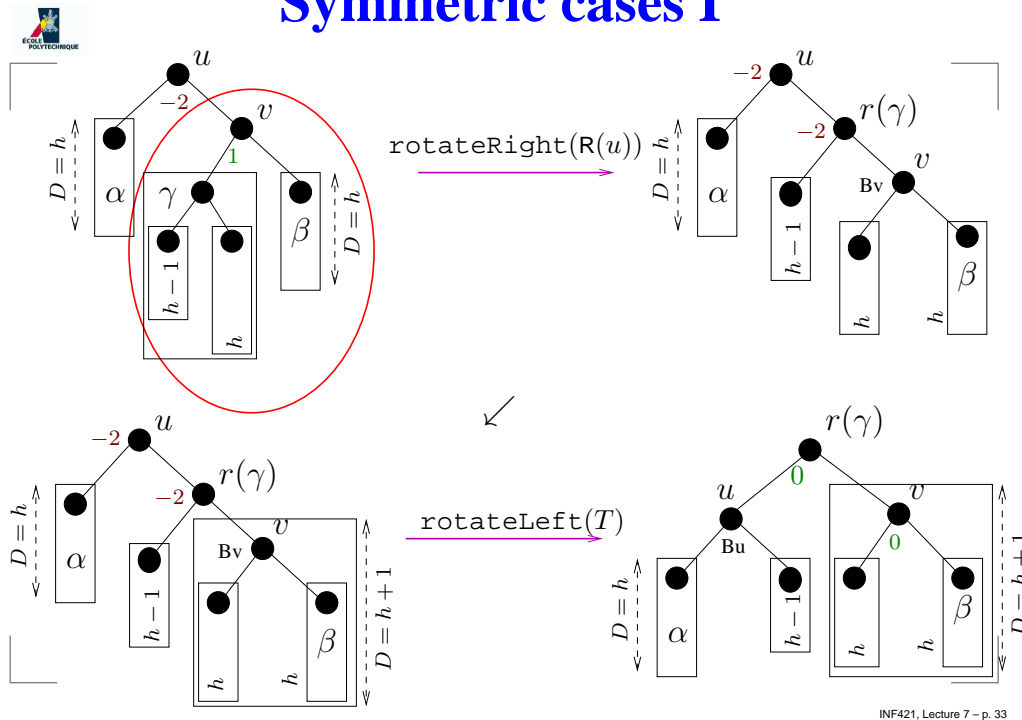 Symmetric cases I
ÉCOLE
POLYTECHNIQUE
u
−2
v
1
D = h
α
γ
β
D = h
h − 1
h
rotateRight(R(u))
u
−2
r(γ)
−2
v
Bv
D = h
α
h − 1
h
h
β
u
−2
r(γ)
−2
v
Bv
D = h
α
h − 1
h
h
β
D = h + 1
rotateLeft(T)
r(γ)
0
u
v
Bu
0
D = h
α
h − 1
h
h
β
D = h + 1
INF421, Lecture 7 – p. 33